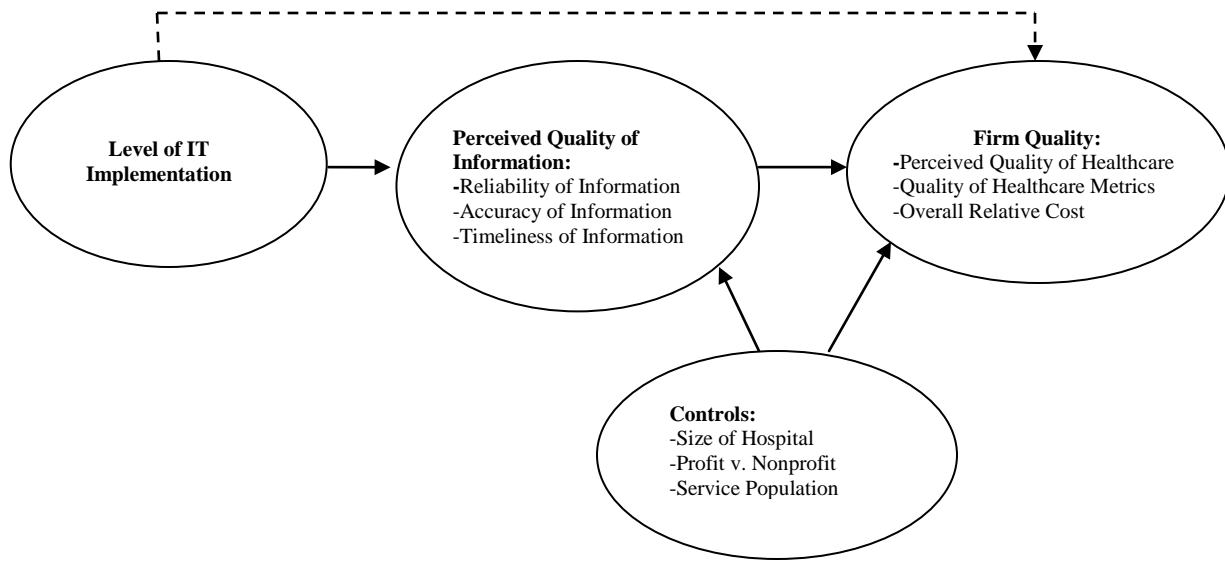 Level of IT
Implementation
Perceived Quality of
Information:
-Reliability of Information
-Accuracy of Information
-Timeliness of Information
Firm Quality:
-Perceived Quality of Healthcare
-Quality of Healthcare Metrics
-Overall Relative Cost
Controls:
-Size of Hospital
-Profit v. Nonprofit
-Service Population